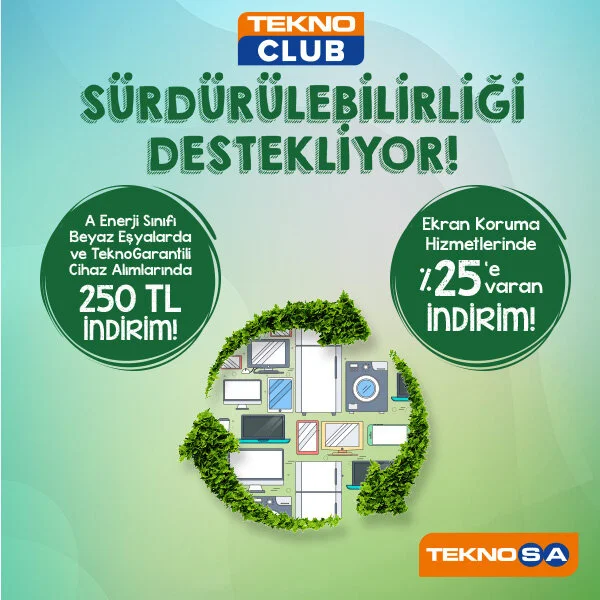 TEKNO
CLUB
SÜRDÜRÜLEBİLİRLİĞİ
DESTEKLİYOR!
A Enerji Sınıfı
Beyaz Eşyalarda
ve TeknoGarantili
Cihaz Alımlarında
250 TL
İNDİRİM!
Ekran Koruma
Hizmetlerinde
%25'e
varan
İNDİRİM!
TEKNOSA